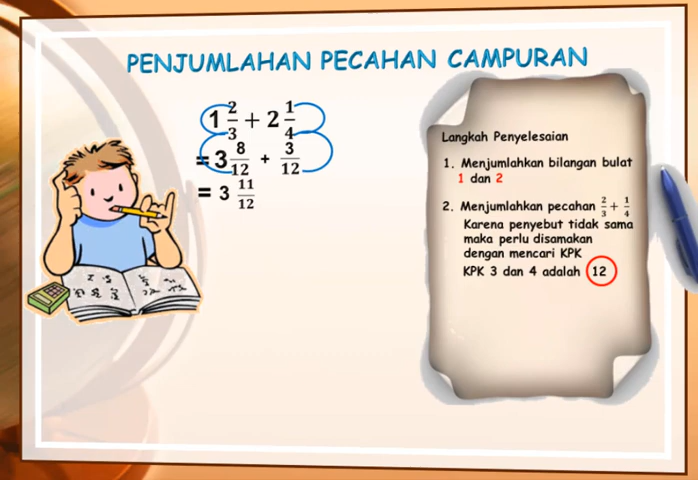 PENJUMLAHAN PECAHAN CAMPURAN
1 2/3 + 2 1/4
= 3 8/12 + 3/12
= 3 11/12
Langkah Penyelesaian
1. Menjumlahkan bilangan bulat
1 dan 2
2. Menjumlahkan pecahan 2/3 + 1/4
Karena penyebut tidak sama
maka perlu disamakan
dengan mencari KPK
KPK 3 dan 4 adalah 12